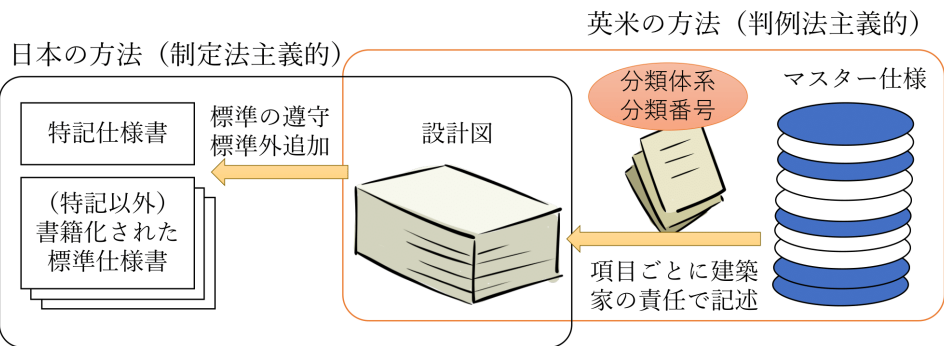 英米の方法（判例法主義的）
日本の方法（制定法主義的）
特記仕様書
（特記以外）
書籍化された
標準仕様書
標準の遵守
標準外追加
設計図
分類体系
分類番号
マスター仕様
項目ごとに建築
家の責任で記述